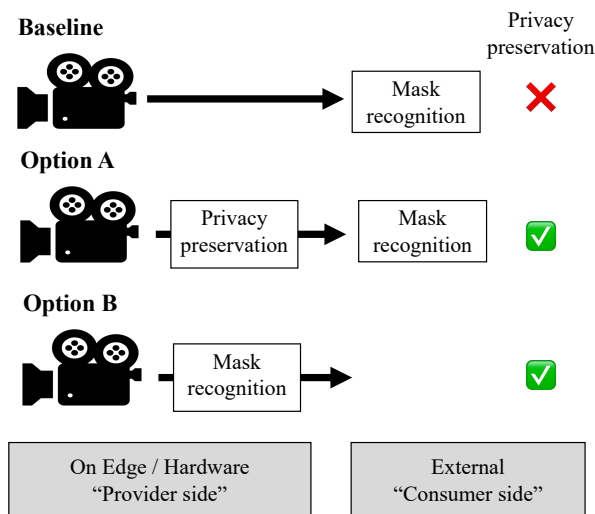 Privacy
preservation
Baseline
Mask
recognition
Option A
Privacy
preservation
Mask
recognition
Option B
Mask
recognition
On Edge / Hardware
“Provider side”
External
“Consumer side”